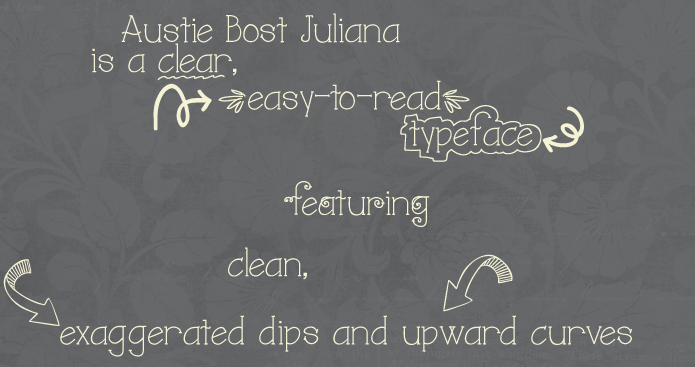 Austie Bost Juliana
is a clear,
easy-to-read
typeface
featuring
clean,
exaggerated dips and upward curves